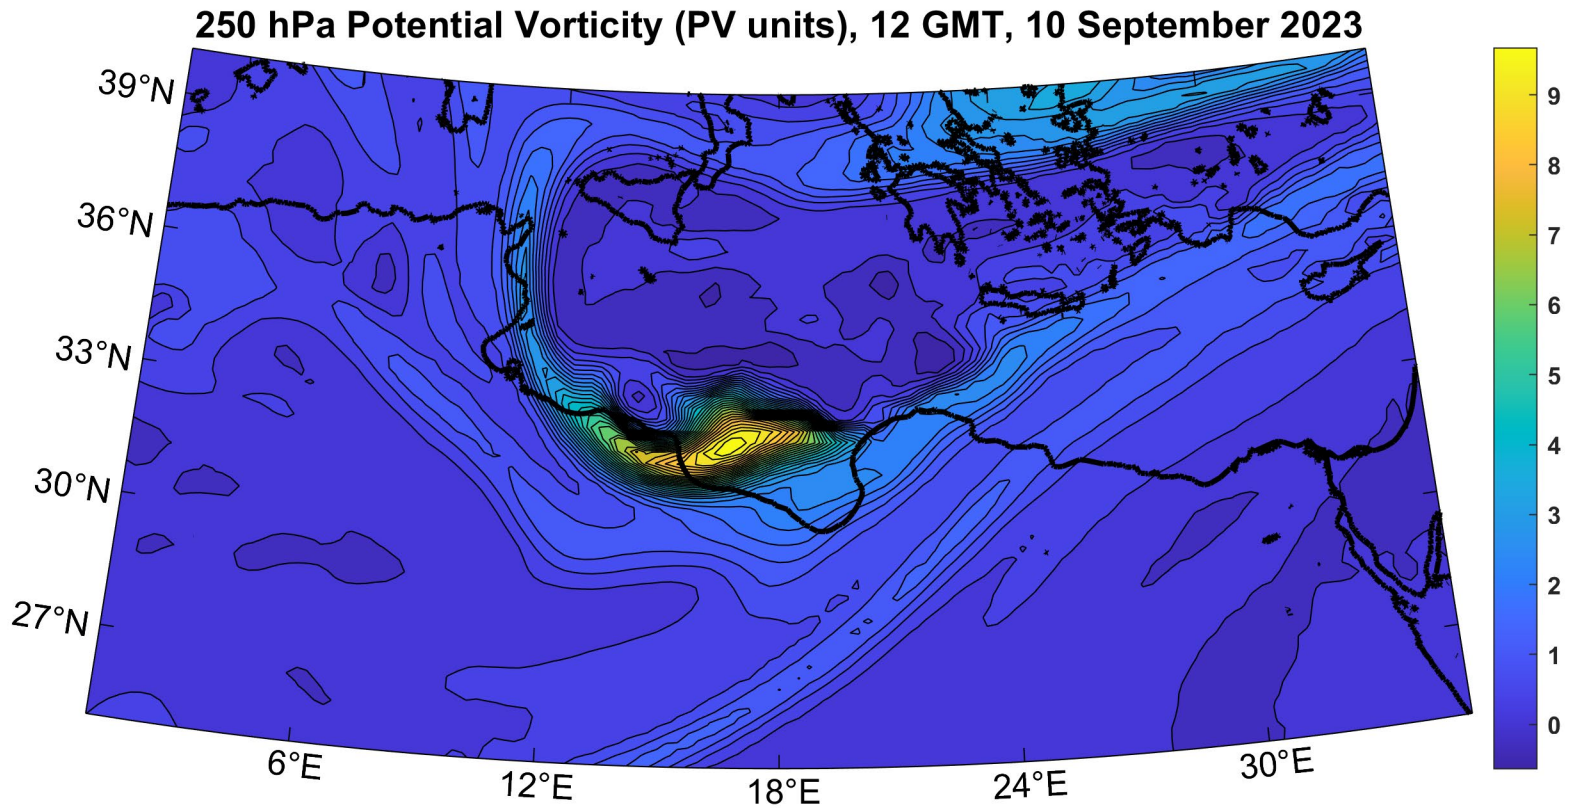 250 hPa Potential Vorticity (PV units), 12 GMT, 10 September 2023
39°N
36°N
33°N
30°N
27°N
6°E
12°E
18°E
24°E
30°E
9
8
7
6
5
4
3
2
1
0